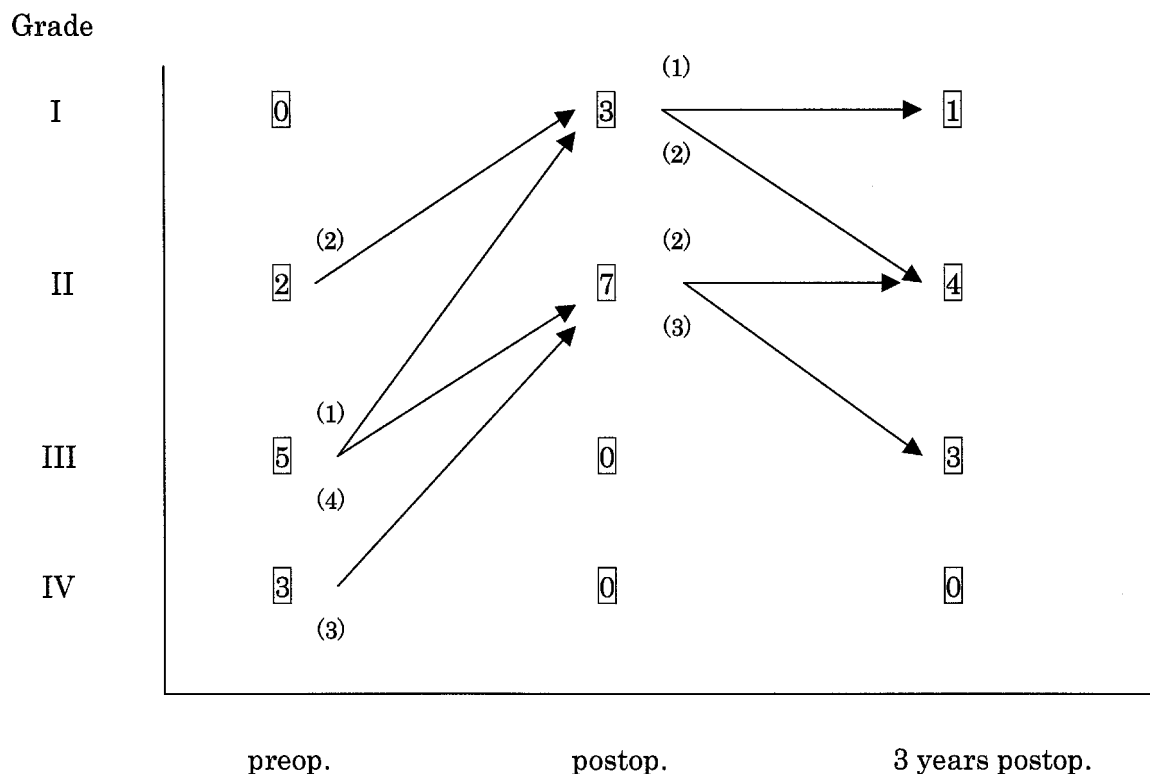 Grade
(1)
I 0 3 1
(2)
(2) (2)
II 2 7 4
(3)
(1)
III 5 0 3
(4)
IV 3 0 0
(3)
preop. postop. 3 years postop.